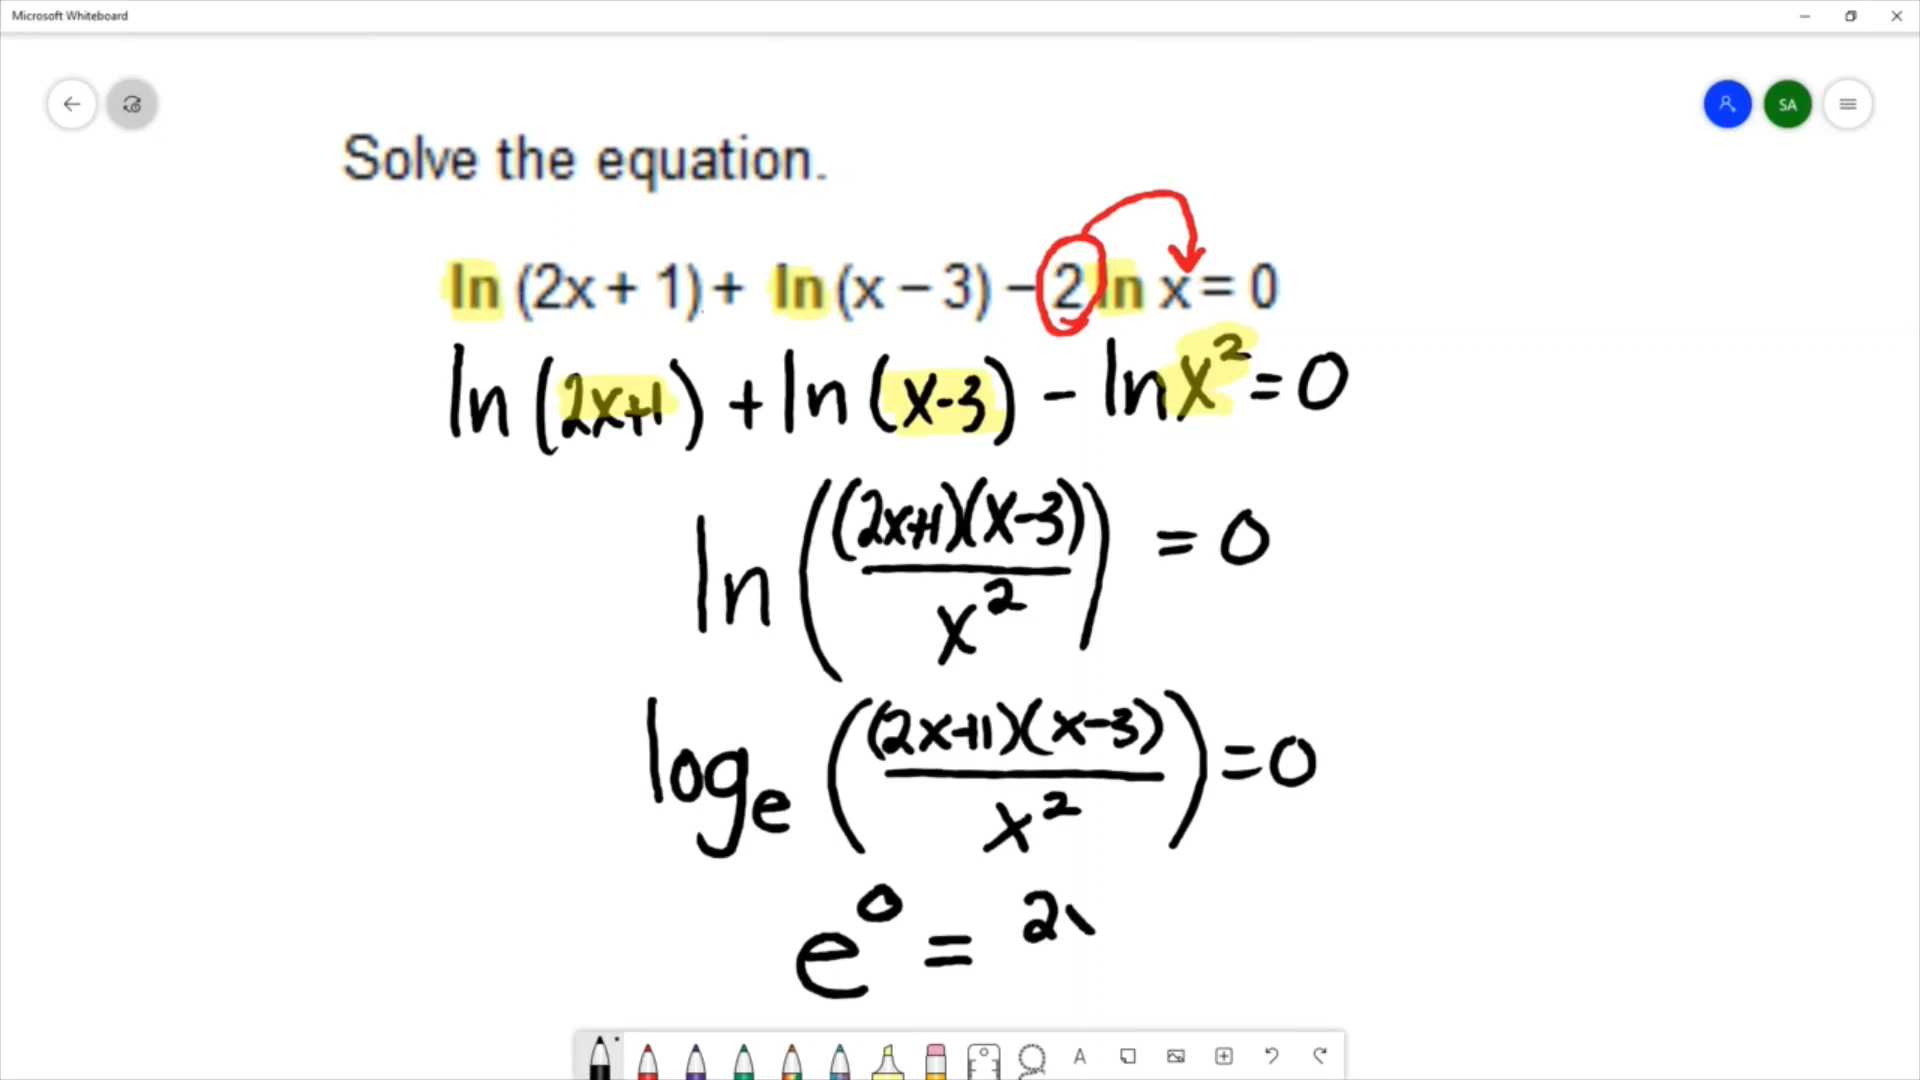 Microsoft Whiteboard
SA
Solve the equation.
ln (2x + 1) + ln (x − 3) − 2 ln x = 0
ln (2x+1) + ln (x-3) - ln x² = 0
ln ((2x+1)(x-3) / x²) = 0
logₑ ((2x+1)(x-3) / x²) = 0
e⁰ = 2
A